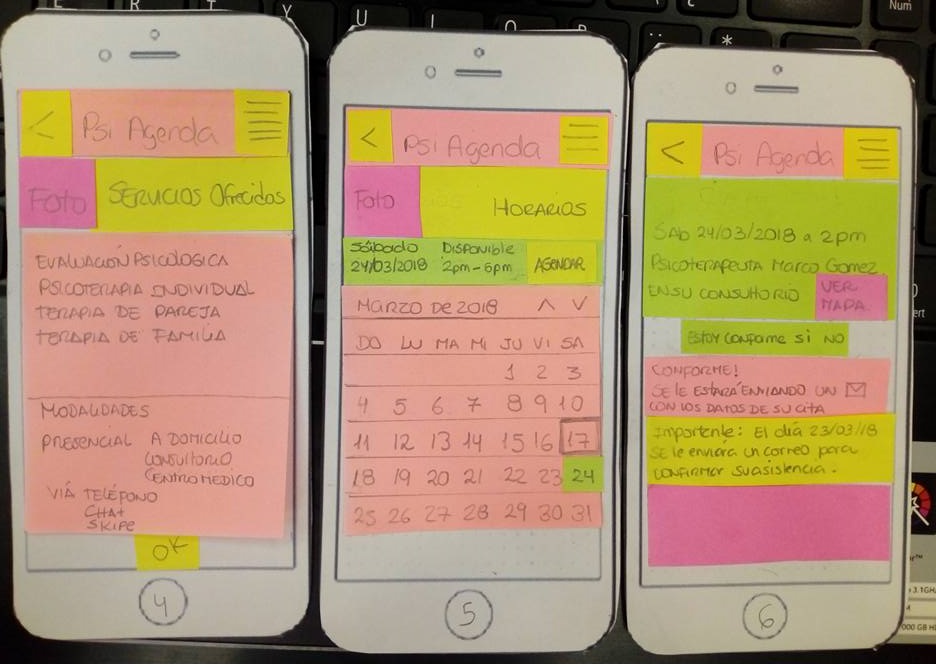 < Psi Agenda
Foto SERVICIOS Ofrecidos
EVALUACIÓN PSICOLOGICA
PSICOTERAPIA INDIVIDUAL
TERAPIA DE PAREJA
TERAPIA DE FAMILIA
MODALIDADES
PRESENCIAL A DOMICILIO
CONSULTORIO
CENTRO MEDICO
VIÁ TELÉFONO
CHAT
SKIPE
OK
4
< Psi Agenda
Foto HORARIOS
Sábado DISPONIBLE
24/03/2018 2pm - 6pm AGENDAR
MARZO DE 2018
DO LU MA MI JU VI SA
1 2 3
4 5 6 7 8 9 10
11 12 13 14 15 16 17
18 19 20 21 22 23 24
25 26 27 28 29 30 31
5
< Psi Agenda
SAB 24/03/2018 a 2pm
PSICOTERAPEUTA Marco Gomez
EN SU CONSULTORIO VER
MAPA
ESTOY CONFORME SI NO
CONFORME!
SE LE ESTARÁ ENVIANDO UN
CON LOS DATOS DE SU CITA
Importente: El día 23/03/18
SE le enviara un correo para
CONFIRMAR su asistencia.
6
E R T Y U I O P
Num
*
3.1GH
000 GB H